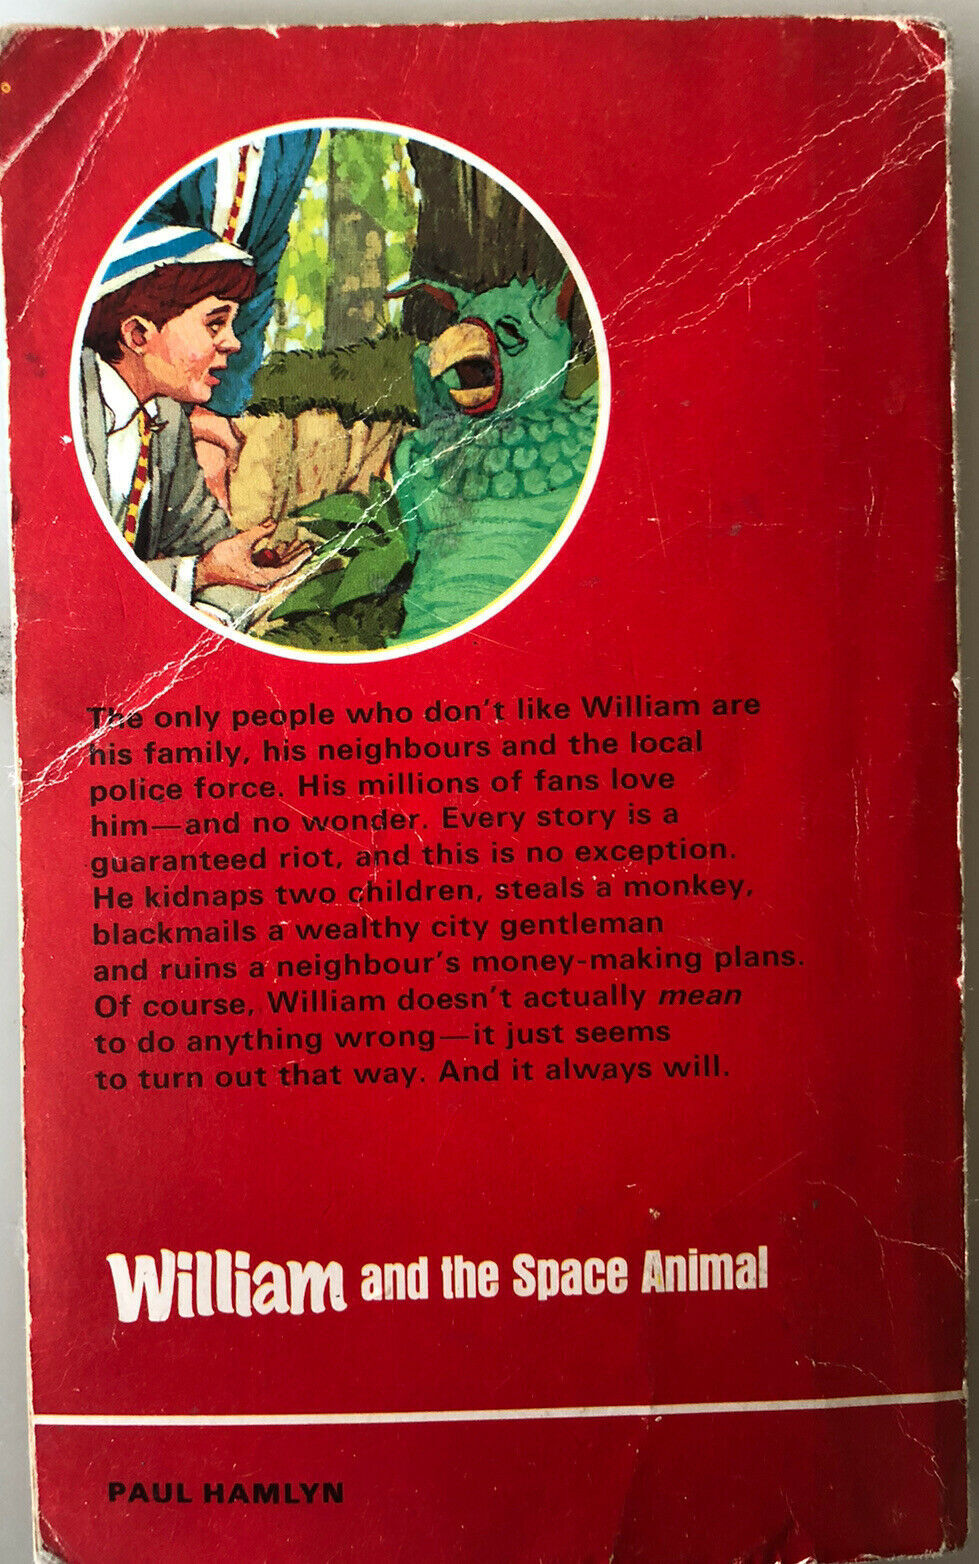 The only people who don't like William are
his family, his neighbours and the local
police force. His millions of fans love
him—and no wonder. Every story is a
guaranteed riot, and this is no exception.
He kidnaps two children, steals a monkey,
blackmails a wealthy city gentleman
and ruins a neighbour's money-making plans.
Of course, William doesn't actually mean
to do anything wrong—it just seems
to turn out that way. And it always will.
William and the Space Animal
PAUL HAMLYN